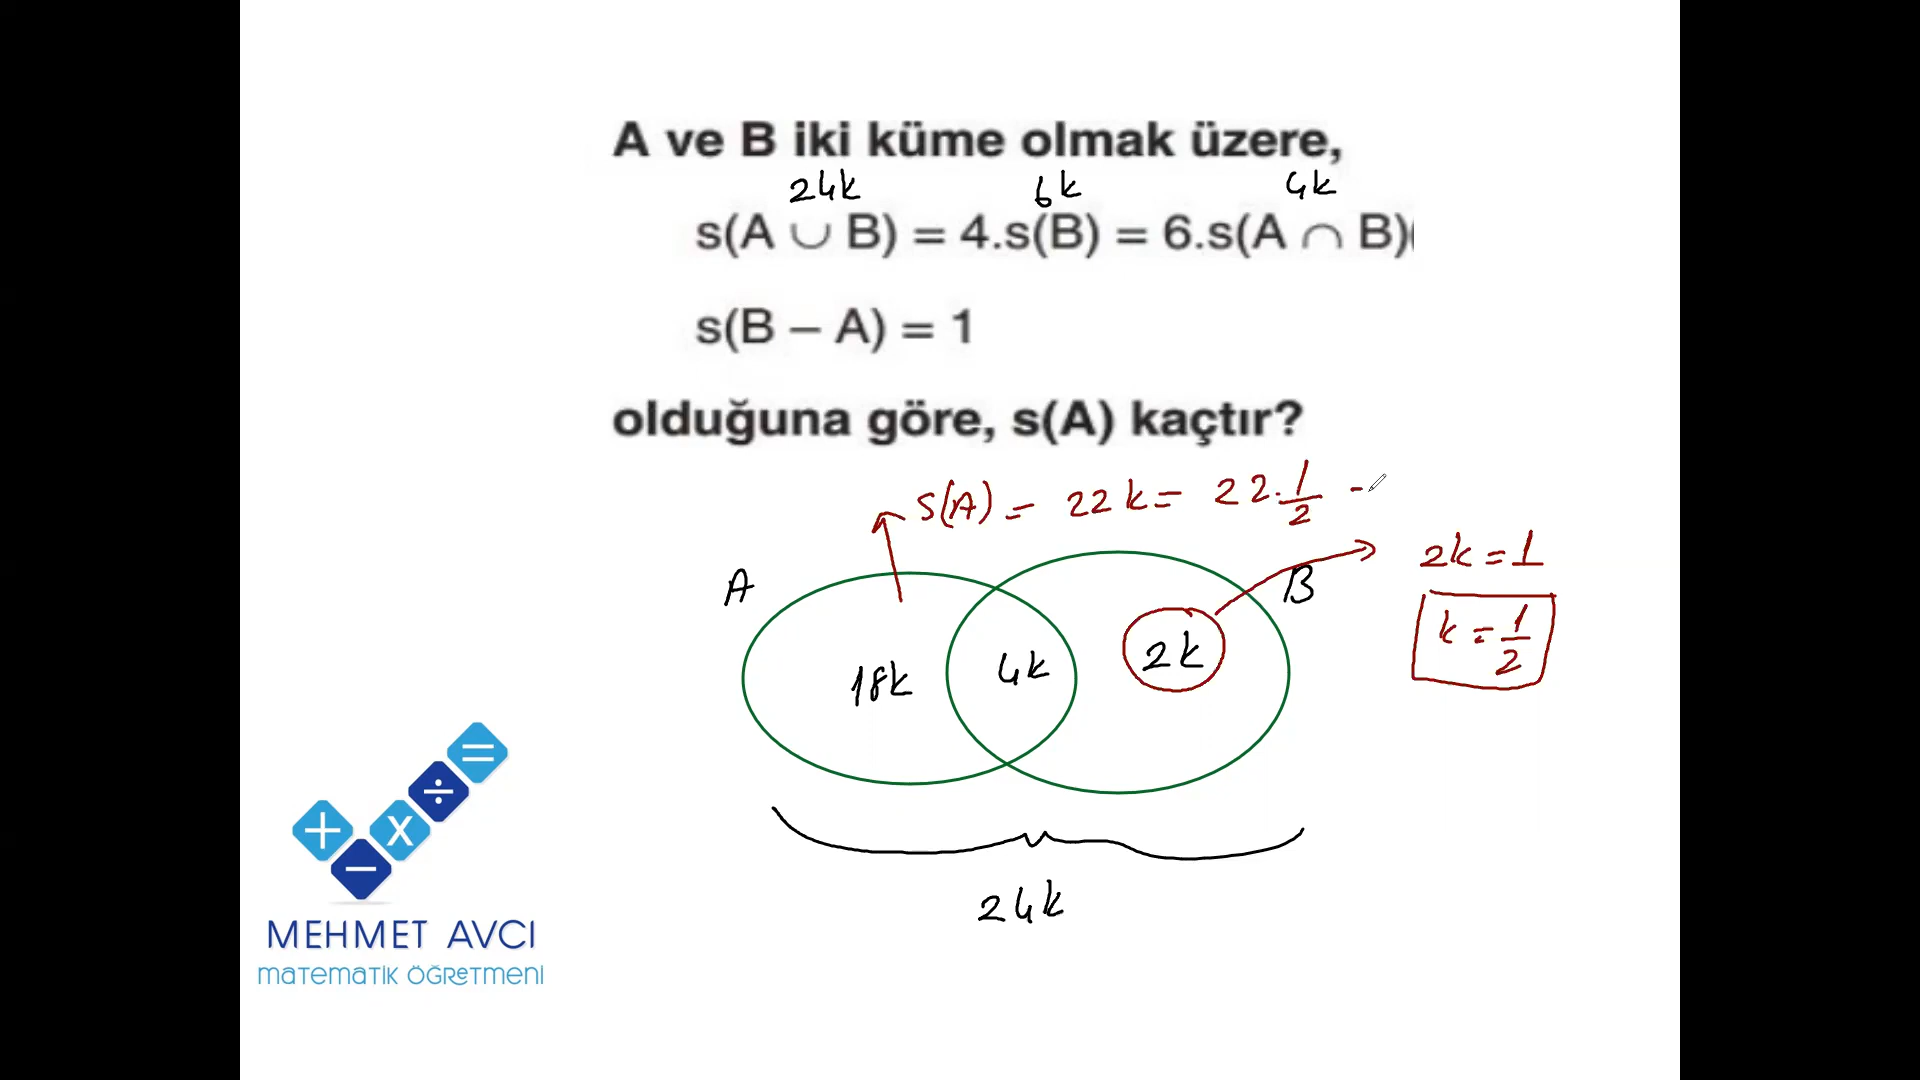 A ve B iki küme olmak üzere,
24k 6k 4k
s(A ∪ B) = 4.s(B) = 6.s(A ∩ B)
s(B – A) = 1
olduğuna göre, s(A) kaçtır?
s(A) = 22k = 22.1/2 -
2k = 1
k = 1/2
A B
18k 4k 2k
24k
+ − x ÷ =
MEHMET AVCI
matematik öğretmeni